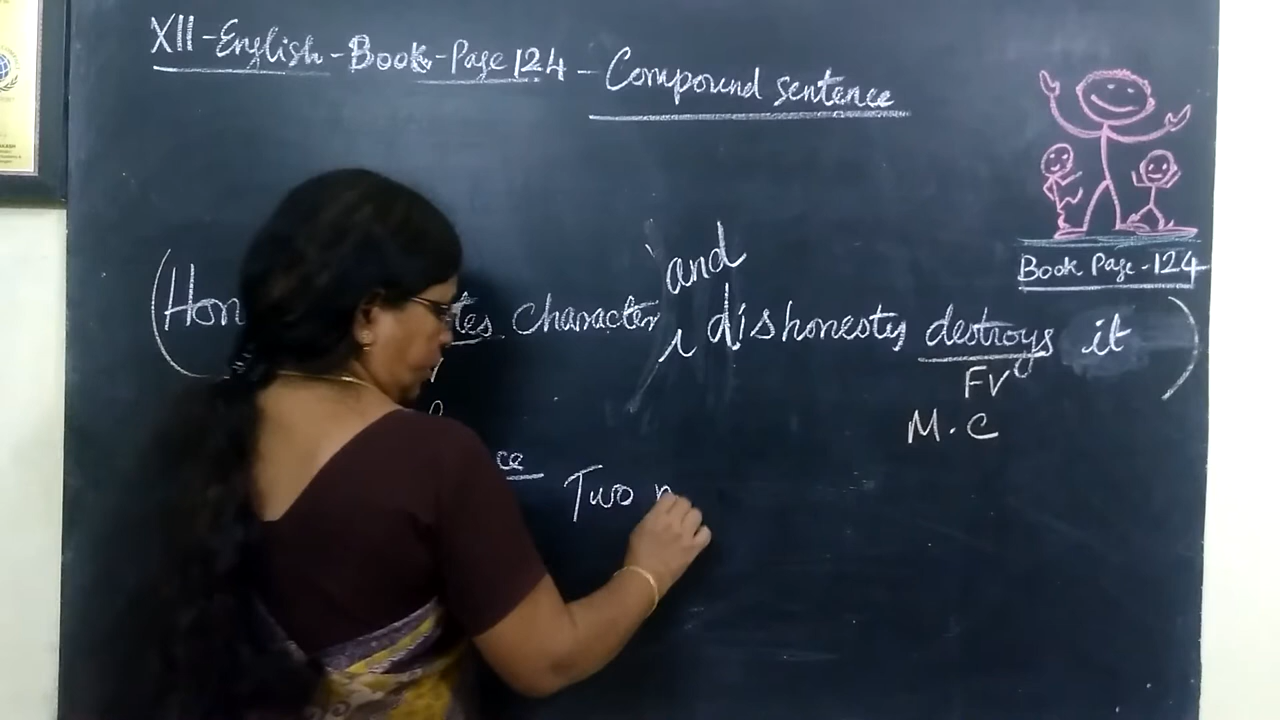 XII - English - Book - Page 124 - Compound sentence
Book Page - 124
and
(Hon tes character, dishonesty destroys it)
FV
M.C
ce
Two